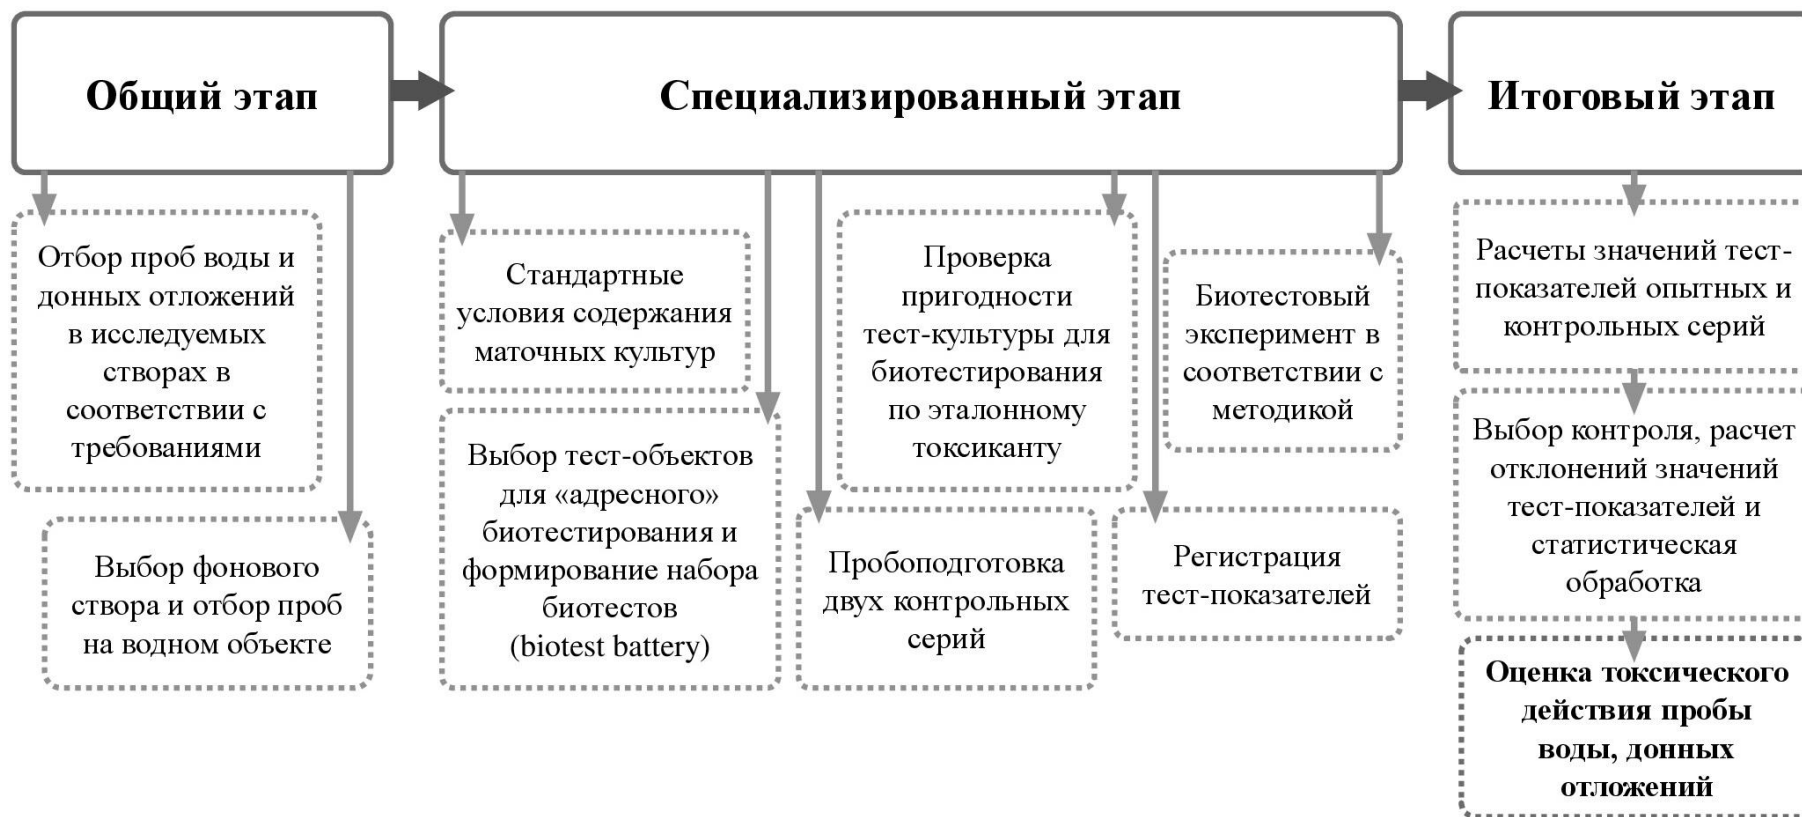 Общий этап
Специализированный этап
Итоговый этап
Отбор проб воды и
донных отложений
в исследуемых
створах в
соответствии с
требованиями
Выбор фонового
створа и отбор проб
на водном объекте
Стандартные
условия содержания
маточных культур
Выбор тест-объектов
для «адресного»
биотестирования и
формирование набора
биотестов
(biotest battery)
Проверка
пригодности
тест-культуры для
биотестирования
по эталонному
токсиканту
Пробоподготовка
двух контрольных
серий
Биотестовый
эксперимент в
соответствии с
методикой
Регистрация
тест-показателей
Расчеты значений тест-
показателей опытных и
контрольных серий
Выбор контроля, расчет
отклонений значений
тест-показателей и
статистическая
обработка
Оценка токсического
действия пробы
воды, донных
отложений